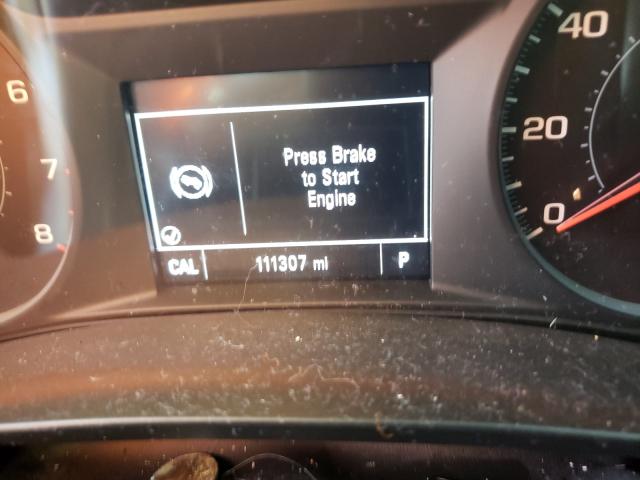 6
7
8
Press Brake
to Start
Engine
CAL 111307 mi P
40
20
0